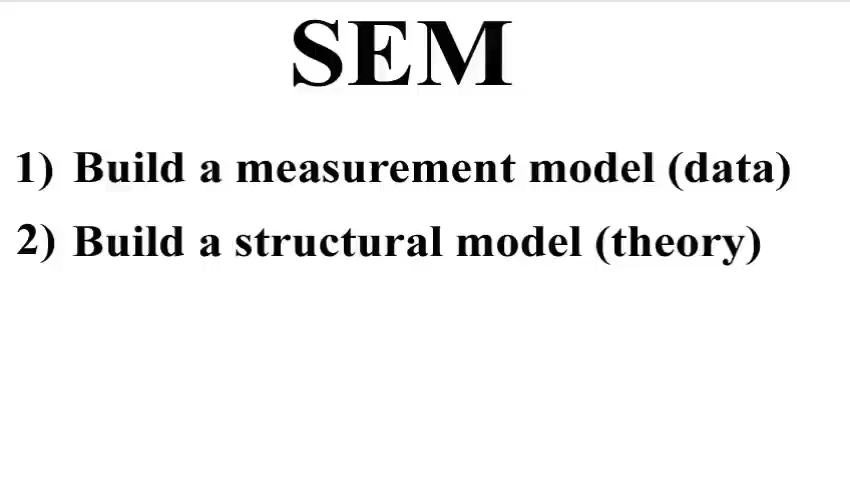 SEM
1) Build a measurement model (data)
2) Build a structural model (theory)